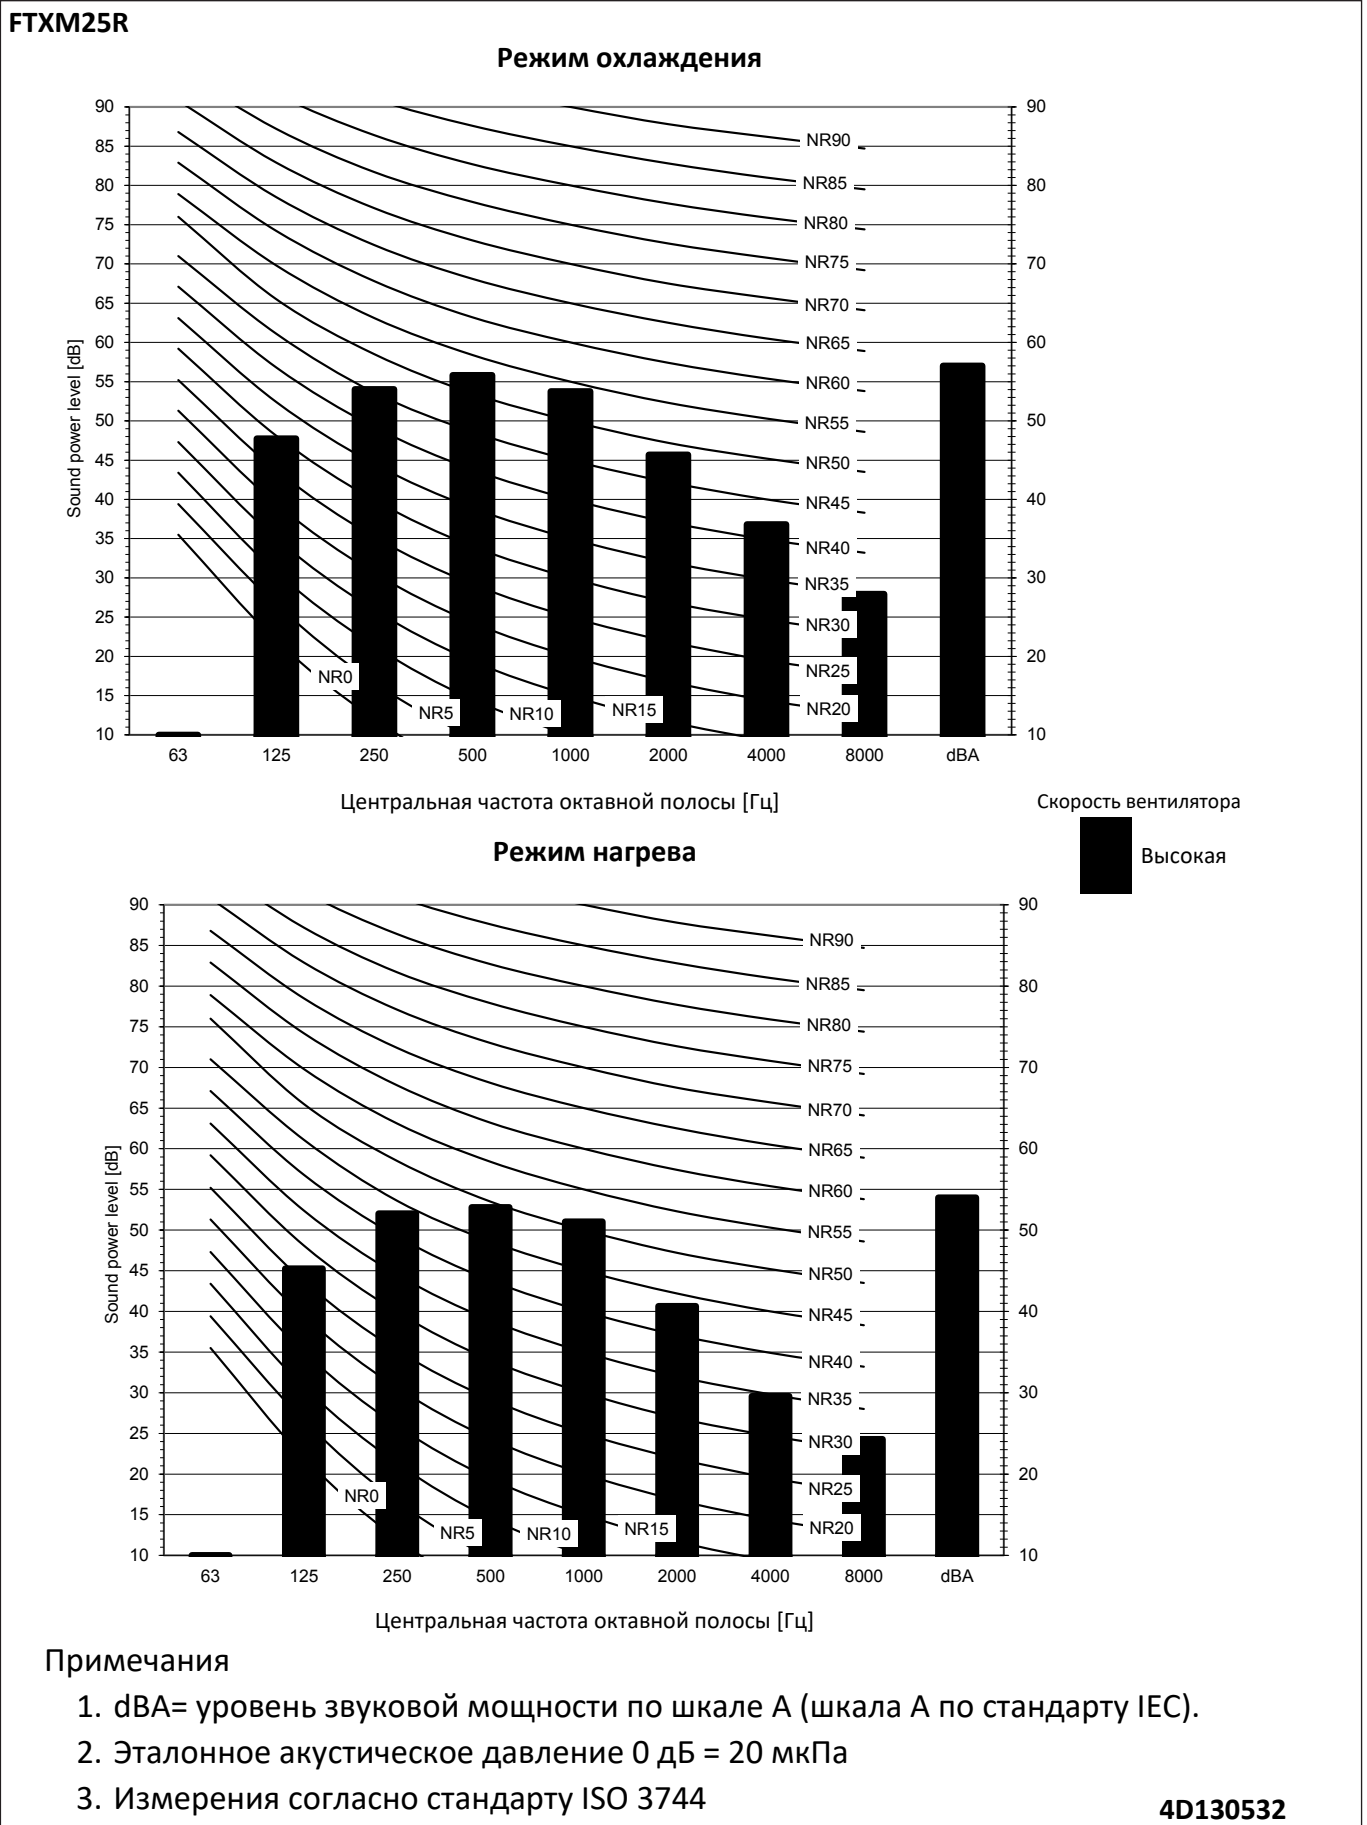 FTXM25R
Режим охлаждения
90
85
80
75
70
65
60
55
50
45
40
35
30
25
20
15
10
Sound power level [dB]
NR90
NR85
NR80
NR75
NR70
NR65
NR60
NR55
NR50
NR45
NR40
NR35
NR30
NR25
NR20
NR0
NR5
NR10
NR15
90
80
70
60
50
40
30
20
10
63 125 250 500 1000 2000 4000 8000 dBA
Центральная частота октавной полосы [Гц]
Скорость вентилятора
Высокая
Режим нагрева
90
85
80
75
70
65
60
55
50
45
40
35
30
25
20
15
10
Sound power level [dB]
NR90
NR85
NR80
NR75
NR70
NR65
NR60
NR55
NR50
NR45
NR40
NR35
NR30
NR25
NR20
NR0
NR5
NR10
NR15
90
80
70
60
50
40
30
20
10
63 125 250 500 1000 2000 4000 8000 dBA
Центральная частота октавной полосы [Гц]
Примечания
1. dBA= уровень звуковой мощности по шкале А (шкала А по стандарту IEC).
2. Эталонное акустическое давление 0 дБ = 20 мкПа
3. Измерения согласно стандарту ISO 3744
4D130532